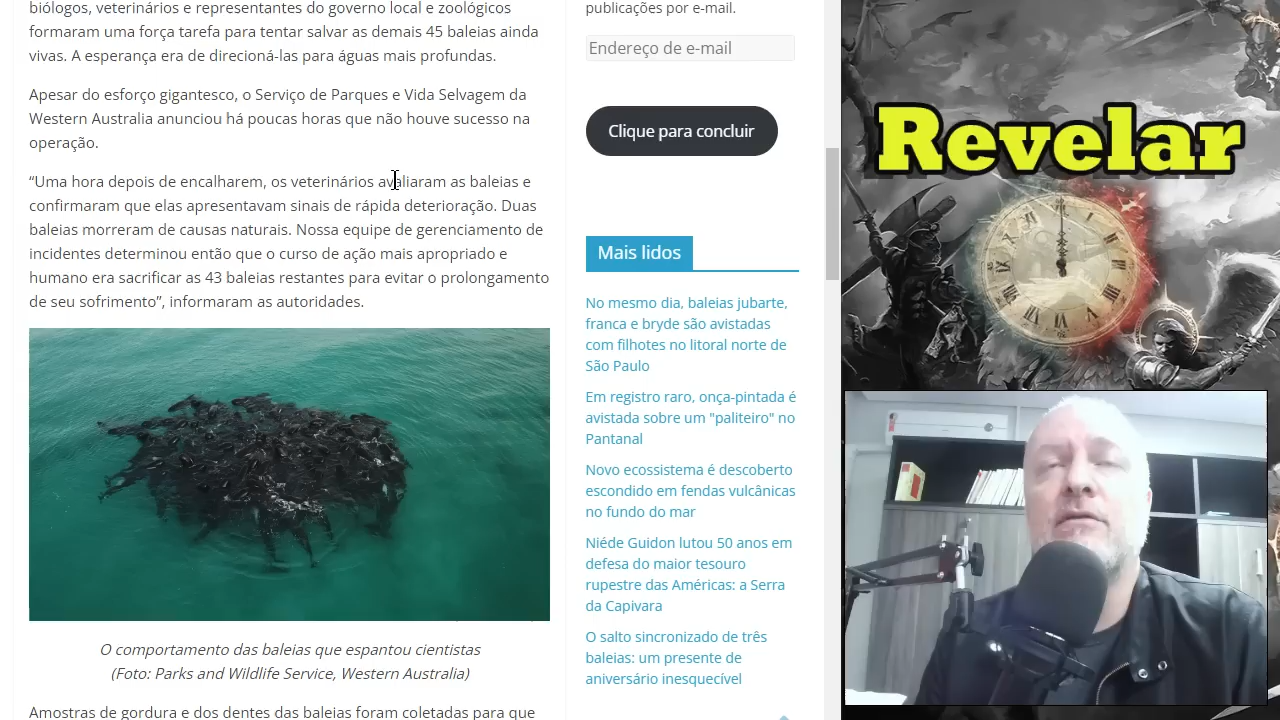 biólogos, veterinários e representantes do governo local e zoológicos
formaram uma força tarefa para tentar salvar as demais 45 baleias ainda
vivas. A esperança era de direcioná-las para águas mais profundas.
Apesar do esforço gigantesco, o Serviço de Parques e Vida Selvagem da
Western Australia anunciou há poucas horas que não houve sucesso na
operação.
“Uma hora depois de encalharem, os veterinários avaliaram as baleias e
confirmaram que elas apresentavam sinais de rápida deterioração. Duas
baleias morreram de causas naturais. Nossa equipe de gerenciamento de
incidentes determinou então que o curso de ação mais apropriado e
humano era sacrificar as 43 baleias restantes para evitar o prolongamento
de seu sofrimento”, informaram as autoridades.
O comportamento das baleias que espantou cientistas
(Foto: Parks and Wildlife Service, Western Australia)
Amostras de gordura e dos dentes das baleias foram coletadas para que
publicações por e-mail.
Endereço de e-mail
Clique para concluir
Mais lidos
No mesmo dia, baleias jubarte,
franca e bryde são avistadas
com filhotes no litoral norte de
São Paulo
Em registro raro, onça-pintada é
avistada sobre um "paliteiro" no
Pantanal
Novo ecossistema é descoberto
escondido em fendas vulcânicas
no fundo do mar
Niéde Guidon lutou 50 anos em
defesa do maior tesouro
rupestre das Américas: a Serra
da Capivara
O salto sincronizado de três
baleias: um presente de
aniversário inesquecível
Revelar